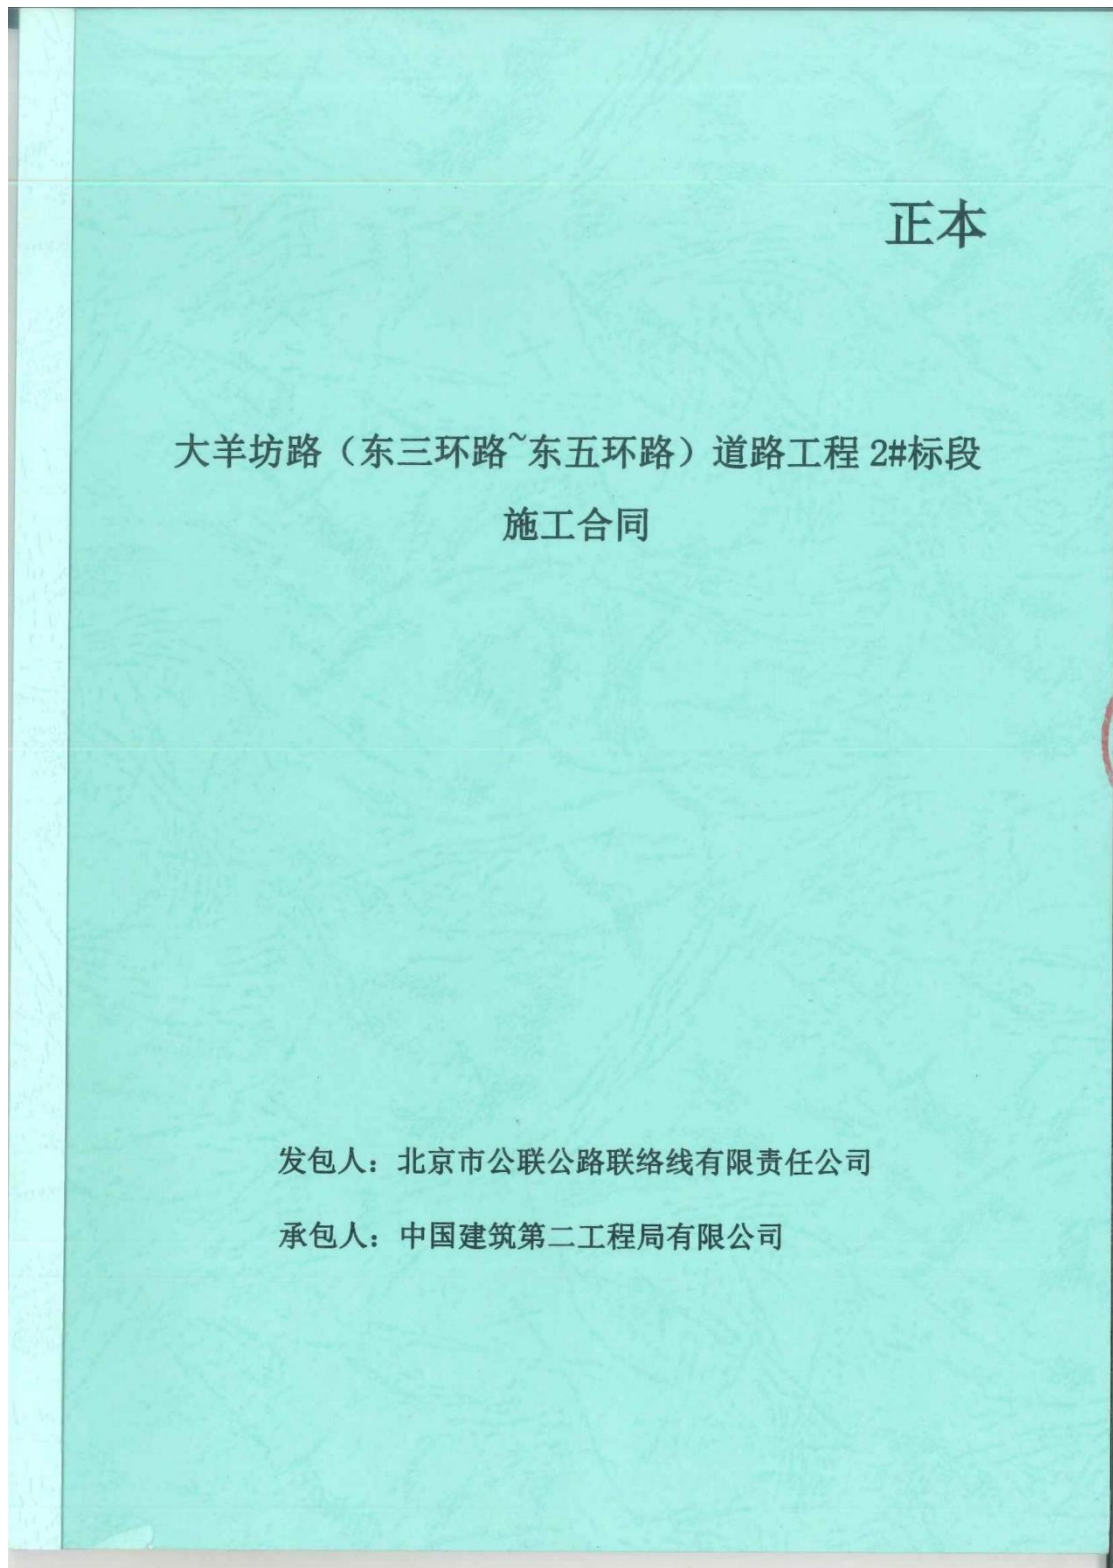 正本
大羊坊路（东三环路~东五环路）道路工程 2#标段
施工合同
发包人：北京市公联公路联络线有限责任公司
承包人：中国建筑第二工程局有限公司